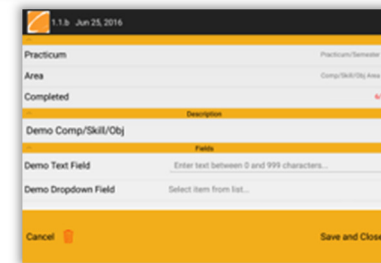 1.1.b Jun 25, 2016
Practicum Practicum/Semester
Area Comp/Skill/Obj Area
Completed
Description
Demo Comp/Skill/Obj
Fields
Demo Text Field Enter text between 0 and 999 characters...
Demo Dropdown Field Select item from list...
Cancel Save and Close